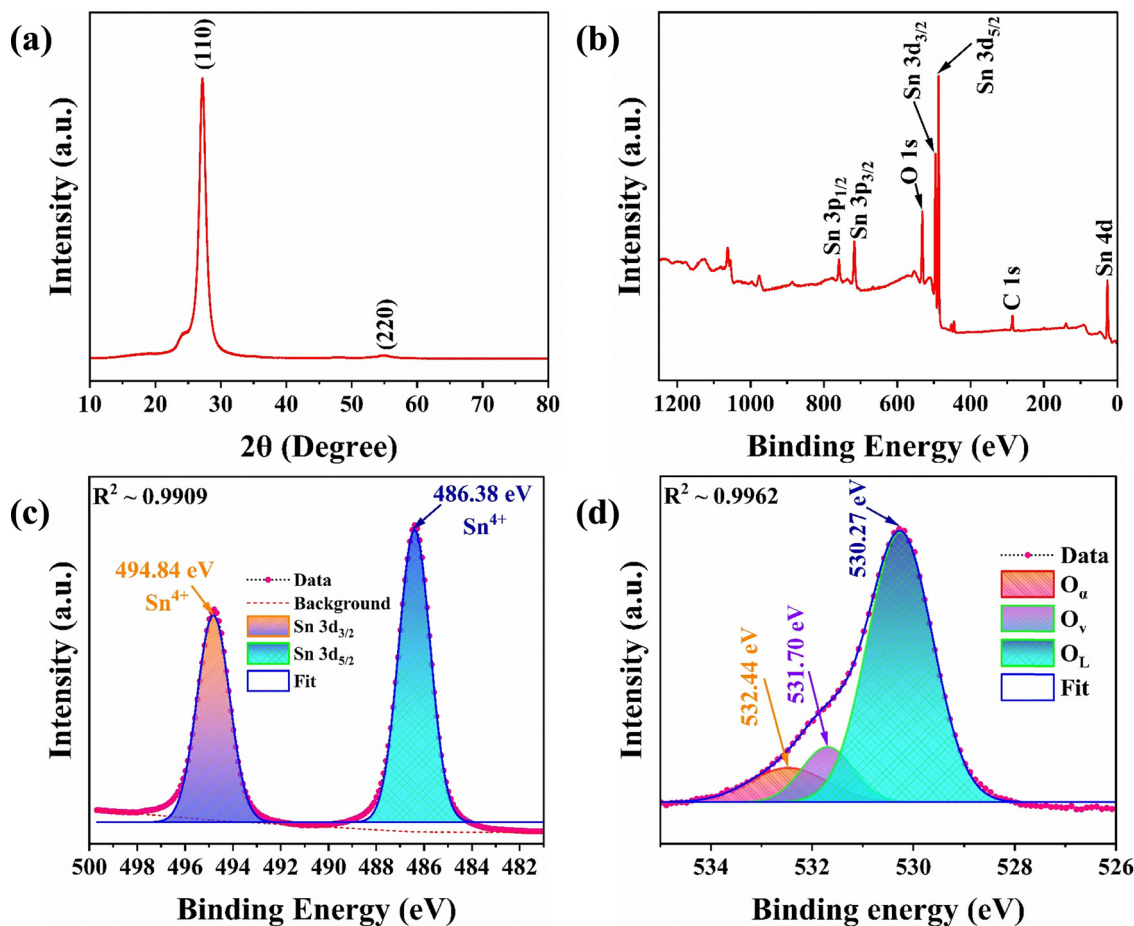 (a)
(110)
(220)
Intensity (a.u.)
10 20 30 40 50 60 70 80
2θ (Degree)
(b)
Sn 3d3/2
Sn 3d5/2
O 1s
Sn 3p1/2
Sn 3p3/2
C 1s
Sn 4d
Intensity (a.u.)
1200 1000 800 600 400 200 0
Binding Energy (eV)
(c)
R² ~ 0.9909
486.38 eV
Sn⁴⁺
494.84 eV
Sn⁴⁺
Data
Background
Sn 3d3/2
Sn 3d5/2
Fit
Intensity (a.u.)
500 498 496 494 492 490 488 486 484 482
Binding Energy (eV)
(d)
R² ~ 0.9962
530.27 eV
531.70 eV
532.44 eV
Data
Oα
Ov
OL
Fit
Intensity (a.u.)
534 532 530 528 526
Binding energy (eV)